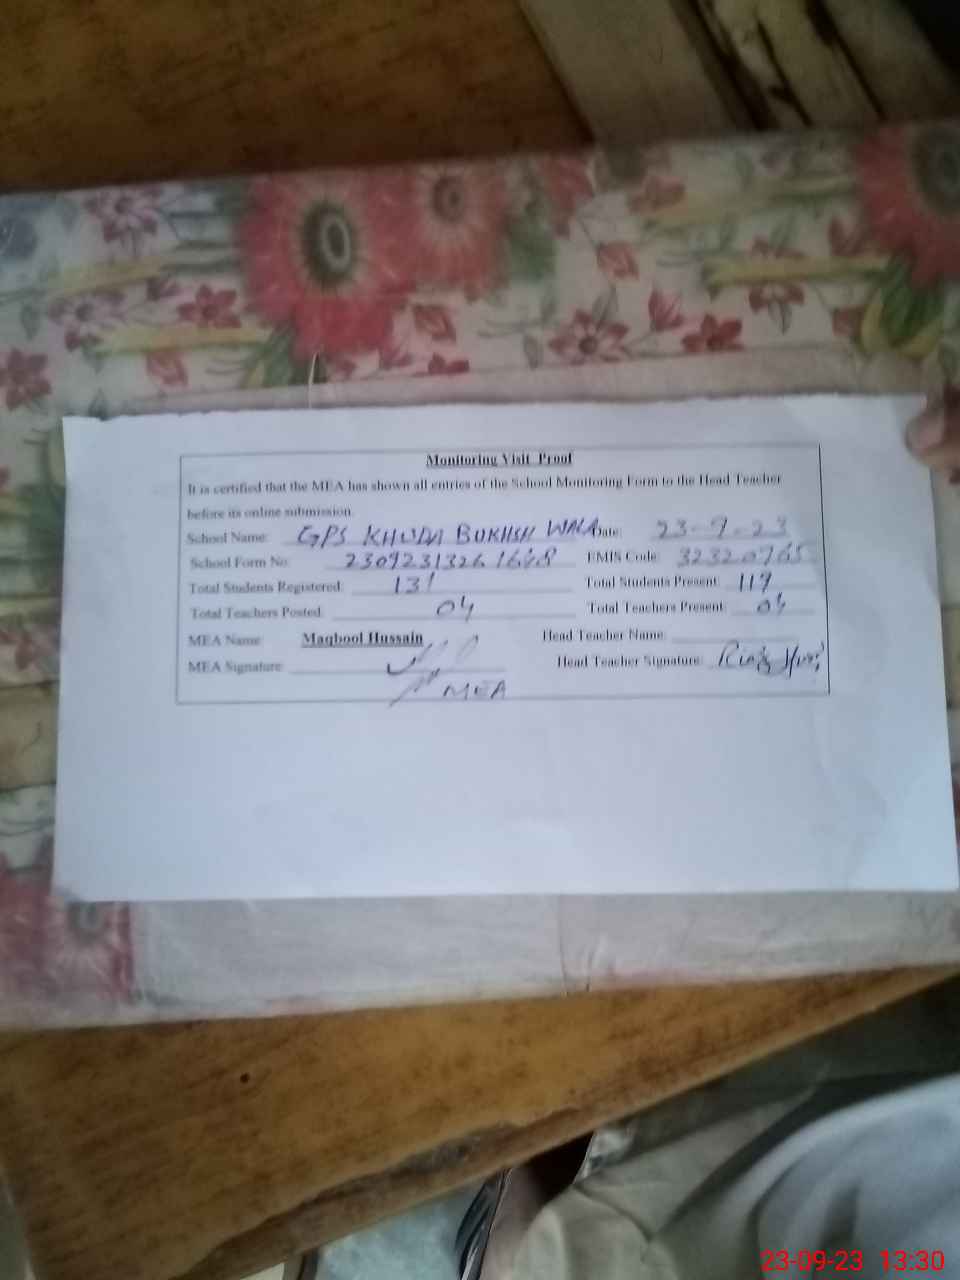 Monitoring Visit Proof
It is certified that the MEA has shown all entries of the School Monitoring Form to the Head Teacher
before its online submission.
School Name: GPS KHUDA BUKHSH WALA Date: 23-9-23
School Form No: EMIS Code: 32320765
Total Students Registered: 131 Total Students Present: 119
Total Teachers Posted: 04 Total Teachers Present: 04
MEA Name: Maqbool Hussain Head Teacher Name:
MEA Signature: Head Teacher Signature:
MEA
23-09-23 13:30